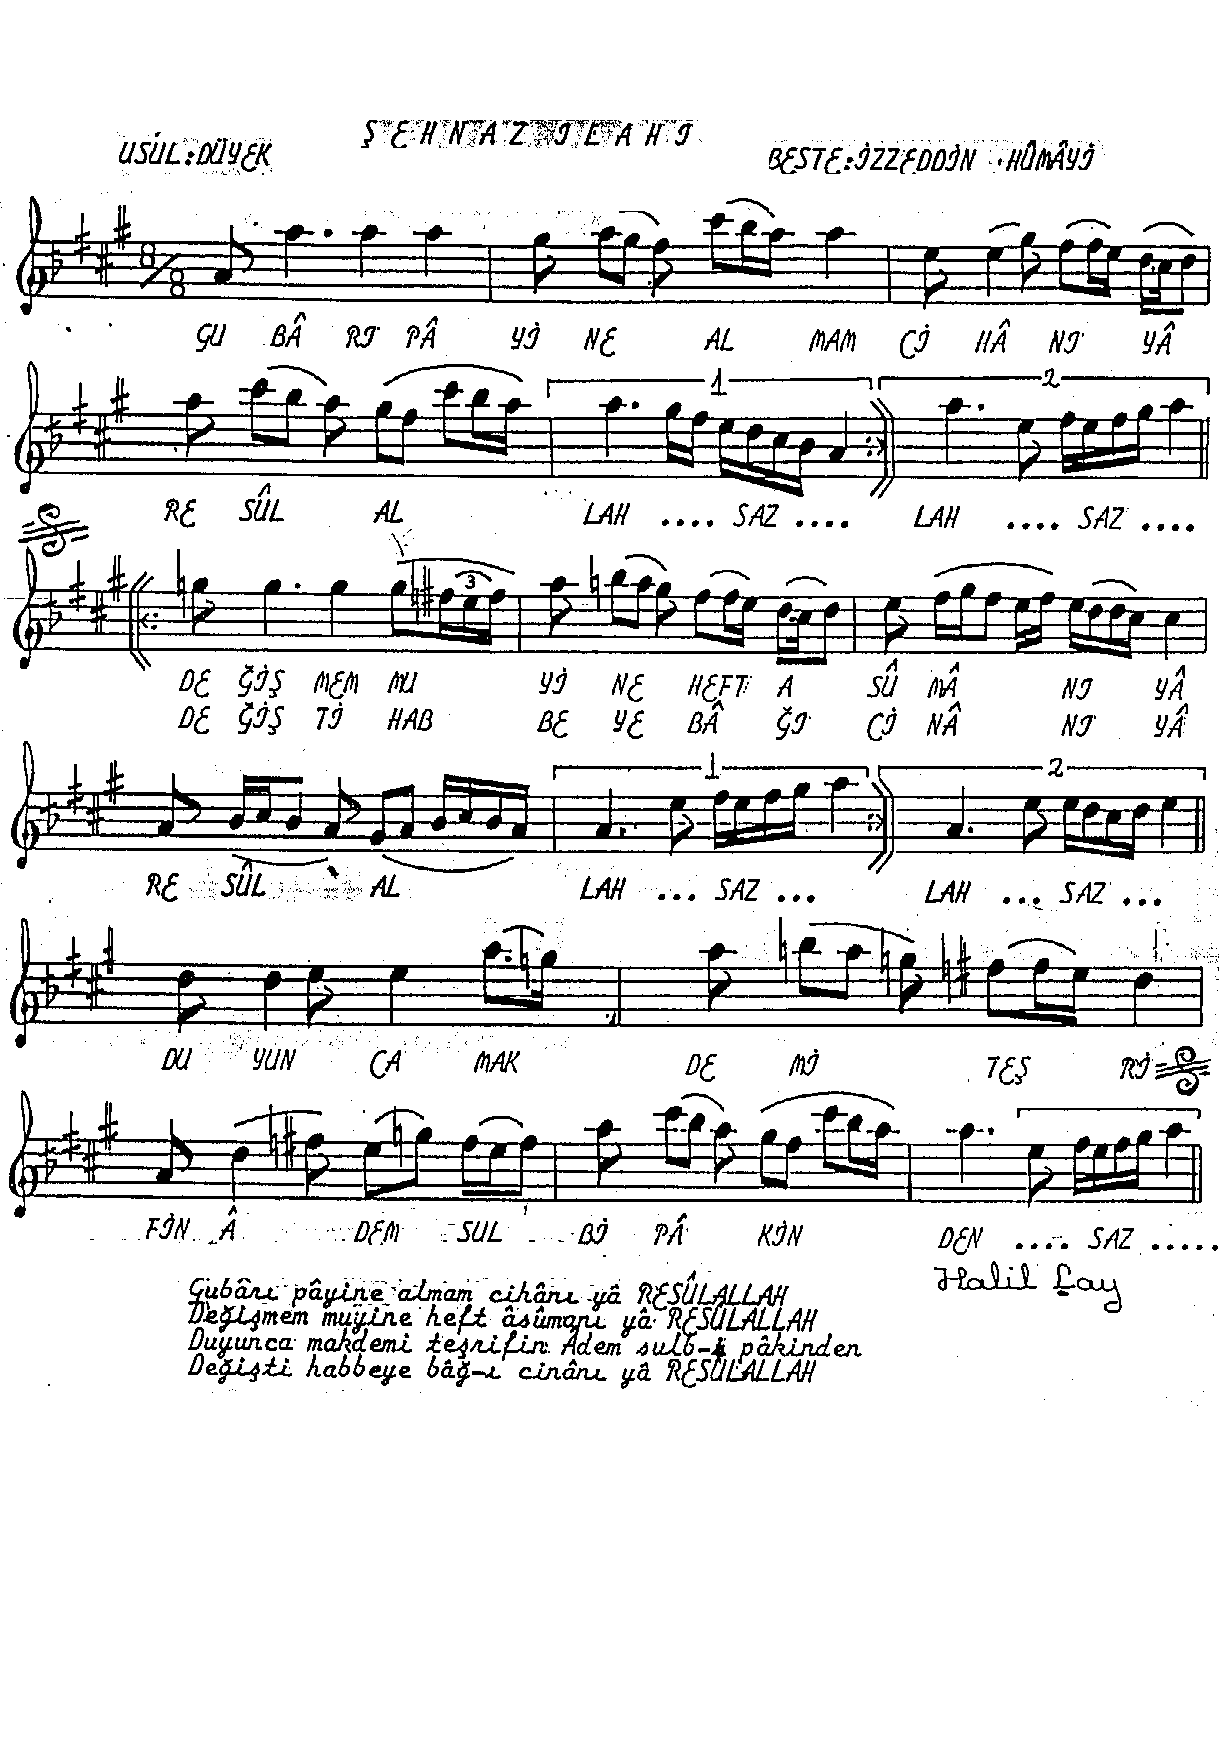 ŞEHNAZ İLAHİ
USÛL:DÜYEK
BESTE:İZZEDDİN HÛMÂYİ
8/8
GU BÂ RI PÂ Yİ NE AL MAM Cİ HÂ NI YÂ
1 2
RE SÛL AL LAH .... SAZ .... LAH .... SAZ ....
3
DE ĞİŞ MEM MU Yİ NE HEFT A SÛ MÂ NI YÂ
DE ĞİŞ Tİ HAB BE YE BÂ ĞI Cİ NÂ NI YÂ
1 2
RE SÛL AL LAH ... SAZ ... LAH ... SAZ ...
DU YUN CA MAK DE Mİ TEŞ Rİ
FİN Â DEM SUL Bİ PÂ KİN DEN .... SAZ .....
Halil Çay
Gubârı pâyine almam cihânı yâ RESÛLALLAH
Değişmem muyine heft âsûmanı yâ RESÛLALLAH
Duyunca makdemi teşrifin Adem sulb-i pâkinden
Değişti habbeye bâğ-ı cinânı yâ RESÛLALLAH